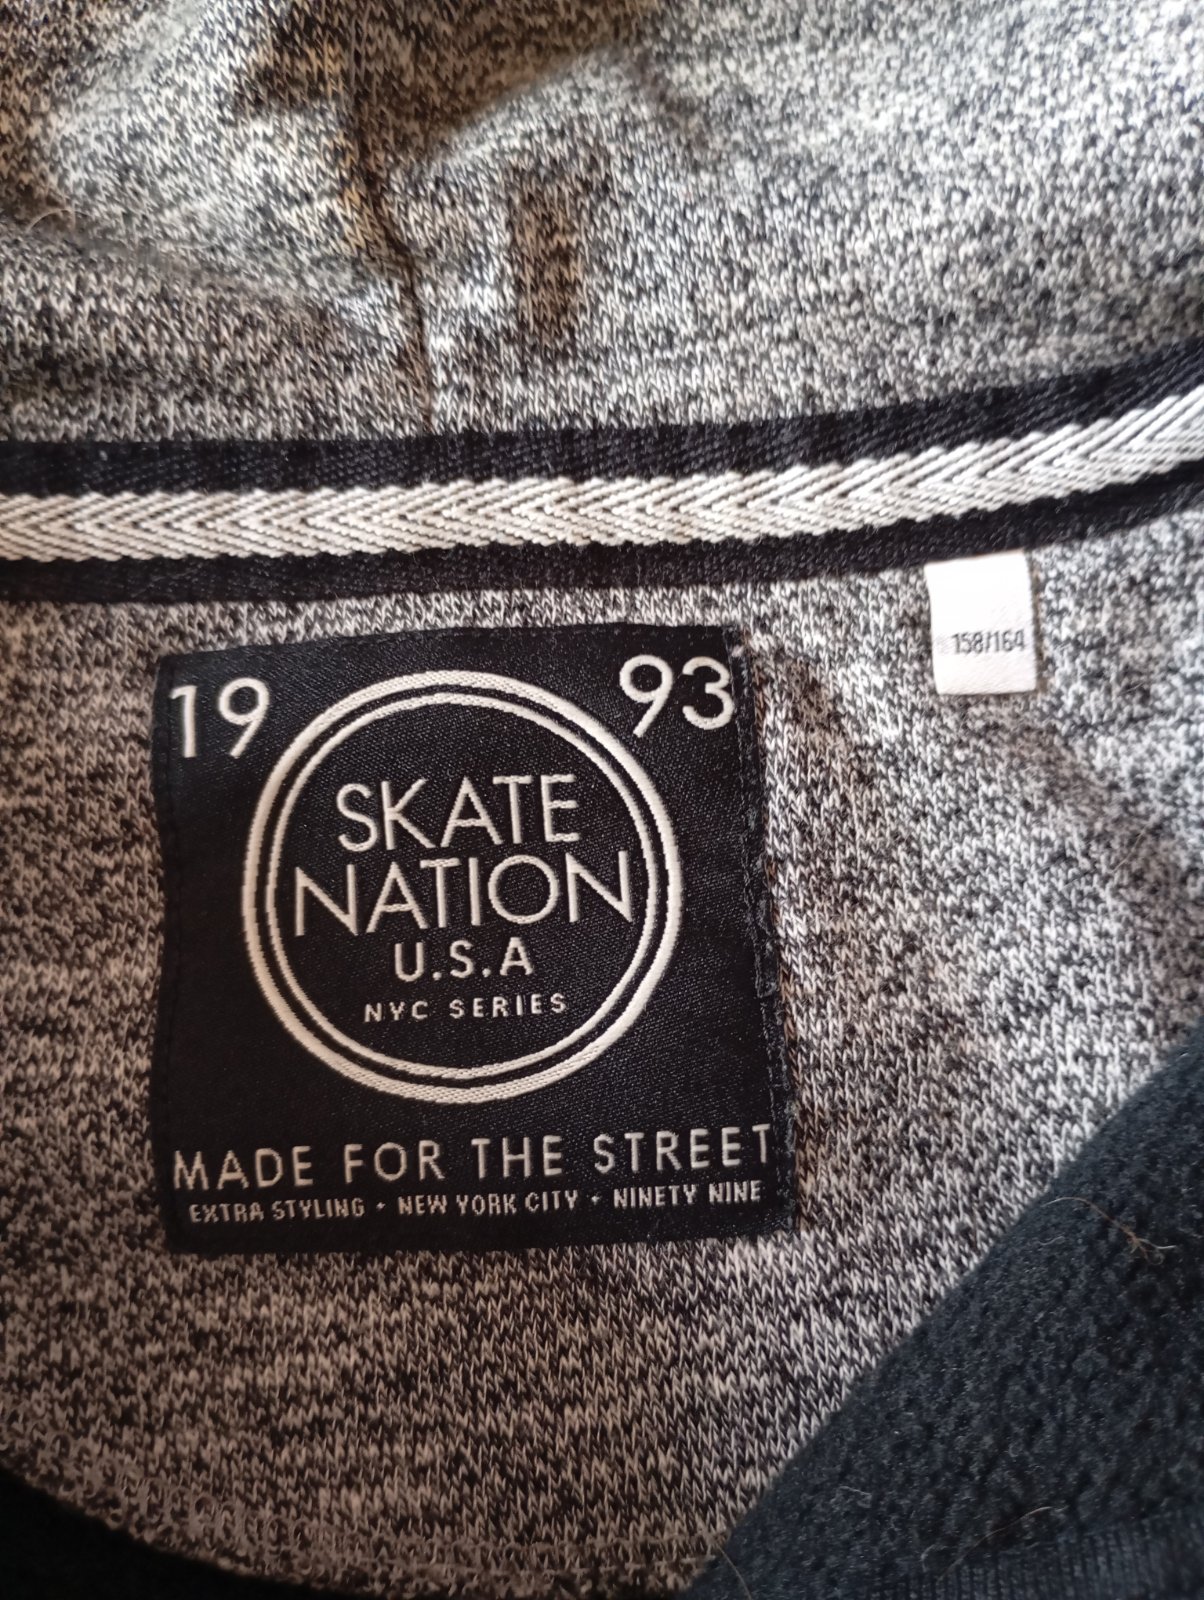 158/164
19 93
SKATE
NATION
U.S.A
NYC SERIES
MADE FOR THE STREET
EXTRA STYLING • NEW YORK CITY • NINETY NINE